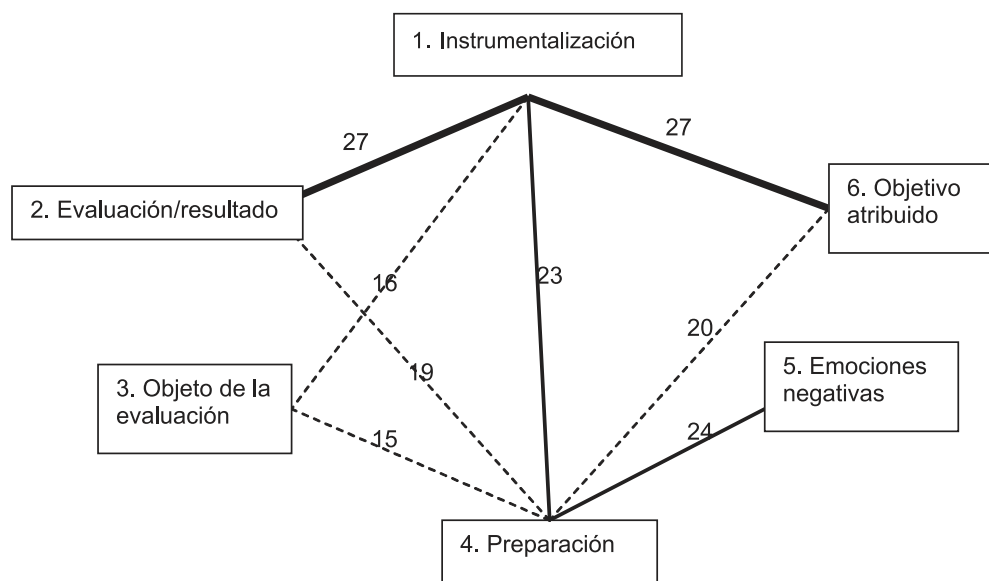 1. Instrumentalización
27
27
2. Evaluación/resultado
6. Objetivo
atribuido
16
23
20
3. Objeto de la
evaluación
19
5. Emociones
negativas
15
24
4. Preparación